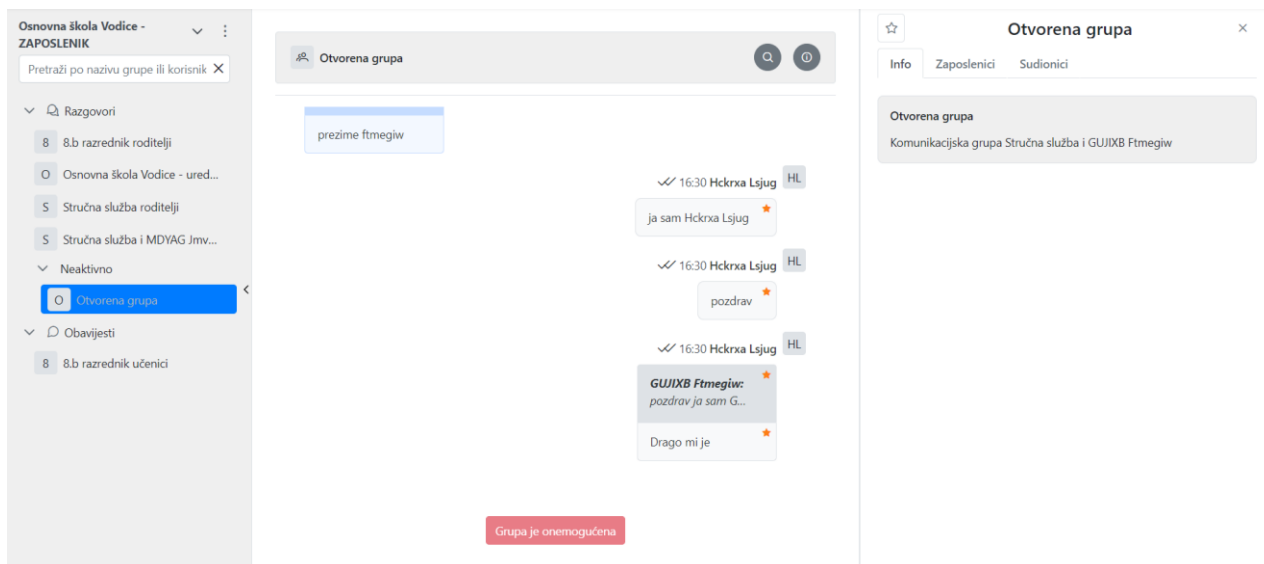 Osnovna škola Vodice -
ZAPOSLENIK
Pretraži po nazivu grupe ili korisnik
Razgovori
8 8.b razrednik roditelji
O Osnovna škola Vodice - ured...
S Stručna služba roditelji
S Stručna služba i MDYAG Jmv...
Neaktivno
O Otvorena grupa
Obavijesti
8 8.b razrednik učenici
Otvorena grupa
prezime ftmegiw
16:30 Hckrxa Lsjug HL
ja sam Hckrxa Lsjug
16:30 Hckrxa Lsjug HL
pozdrav
16:30 Hckrxa Lsjug HL
GUJIXB Ftmegiw:
pozdrav ja sam G...
Drago mi je
Grupa je onemogućena
Otvorena grupa
Info Zaposlenici Sudionici
Otvorena grupa
Komunikacijska grupa Stručna služba i GUJIXB Ftmegiw